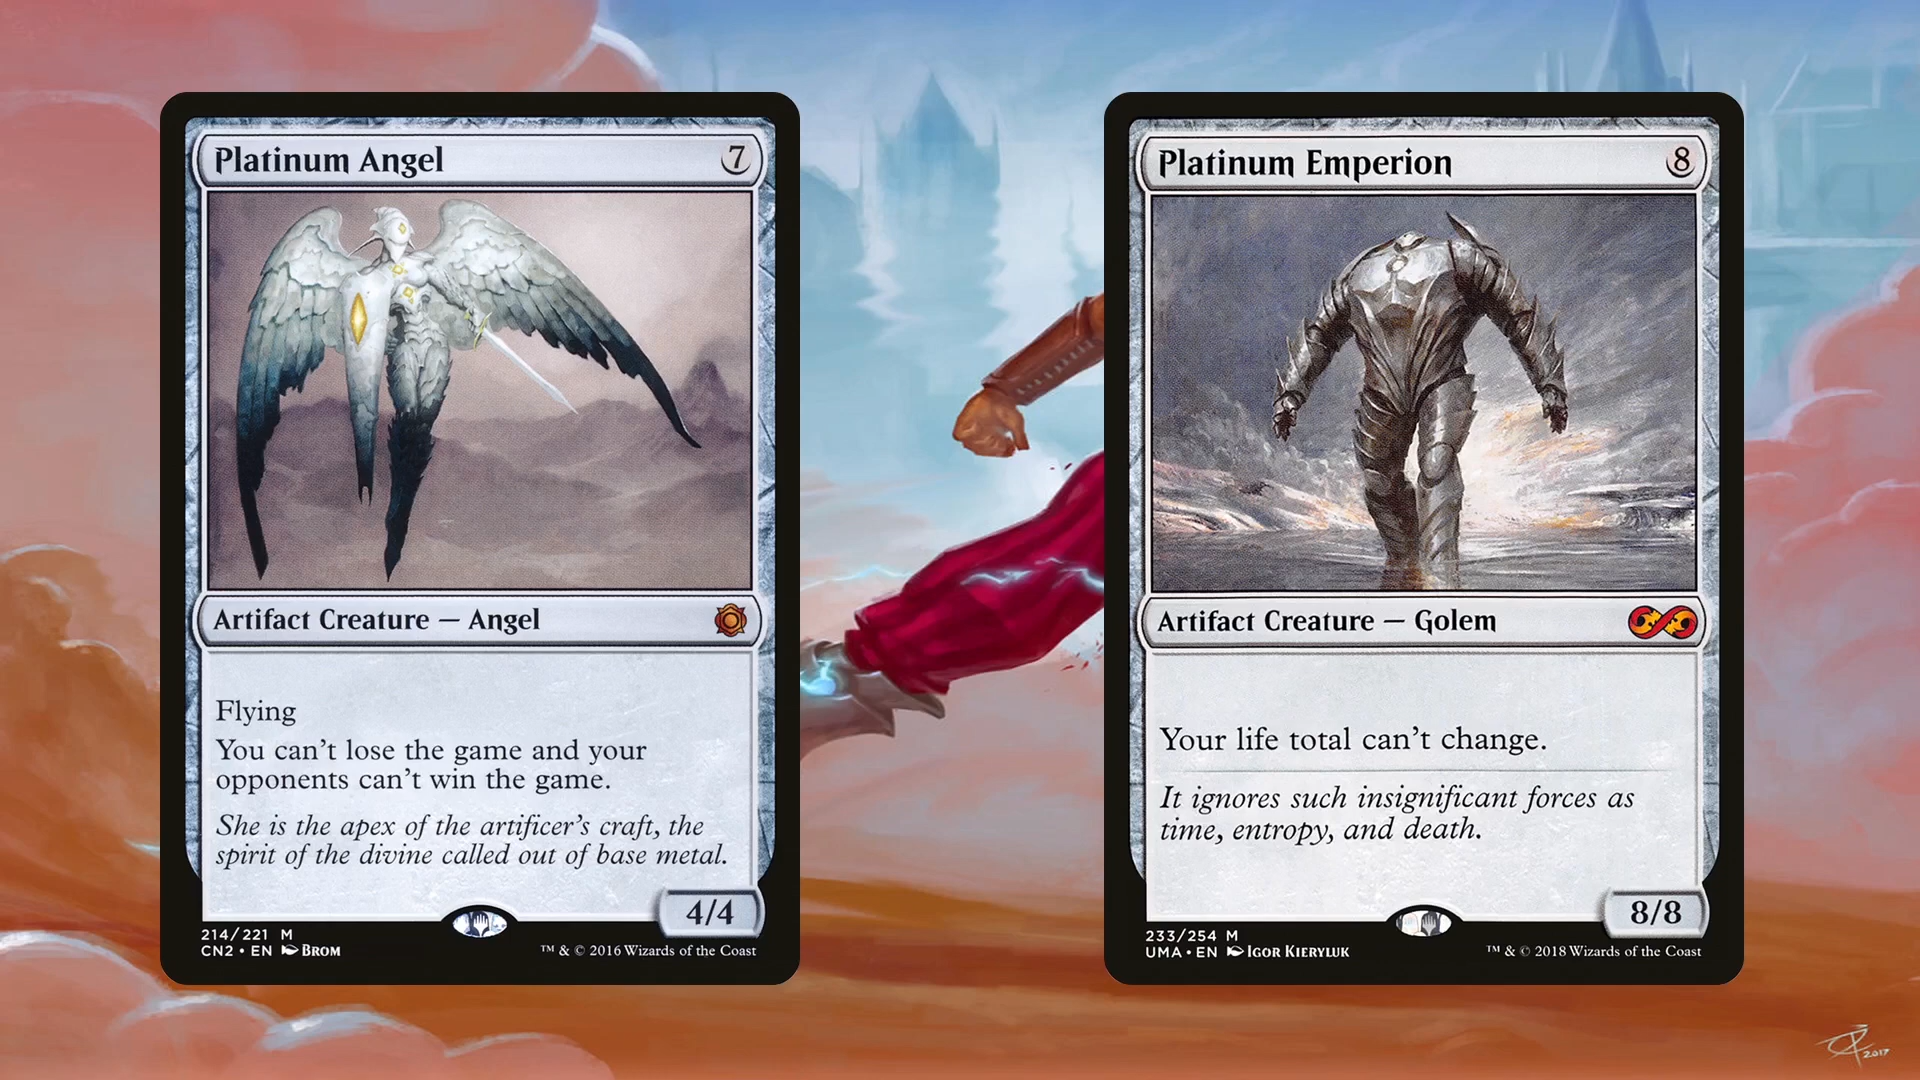 Platinum Angel 7
Artifact Creature — Angel
Flying
You can't lose the game and your
opponents can't win the game.
She is the apex of the artificer's craft, the
spirit of the divine called out of base metal.
4/4
214/221 M
CN2 • EN Brom
™ & © 2016 Wizards of the Coast
Platinum Emperion 8
Artifact Creature — Golem
Your life total can't change.
It ignores such insignificant forces as
time, entropy, and death.
8/8
233/254 M
UMA • EN Igor Kieryluk
™ & © 2018 Wizards of the Coast
2017